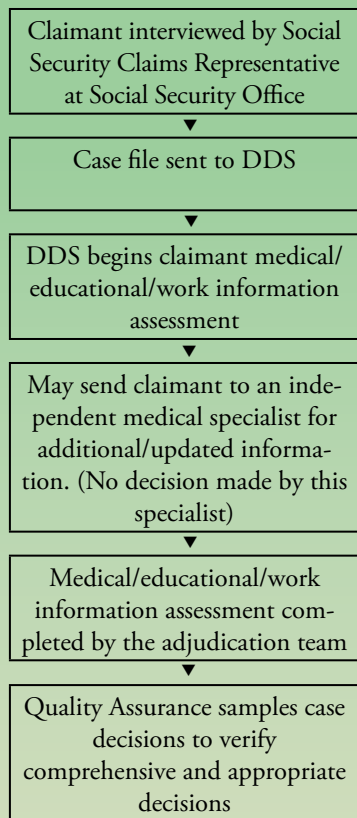 Claimant interviewed by Social
Security Claims Representative
at Social Security Office
Case file sent to DDS
DDS begins claimant medical/
educational/work information
assessment
May send claimant to an inde-
pendent medical specialist for
additional/updated informa-
tion. (No decision made by this
specialist)
Medical/educational/work
information assessment com-
pleted by the adjudication team
Quality Assurance samples case
decisions to verify
comprehensive and appropriate
decisions